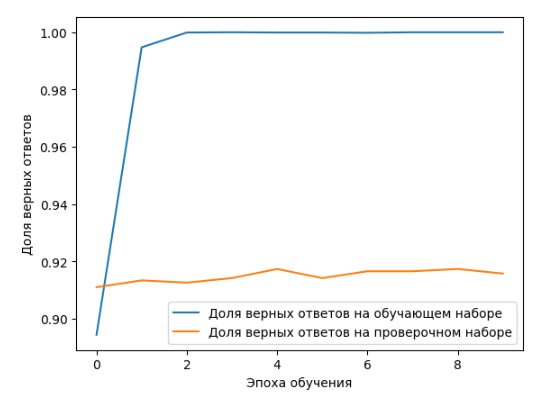 1.00
0.98
0.96
0.94
0.92
0.90
Доля верных ответов
Доля верных ответов на обучающем наборе
Доля верных ответов на проверочном наборе
0 2 4 6 8
Эпоха обучения